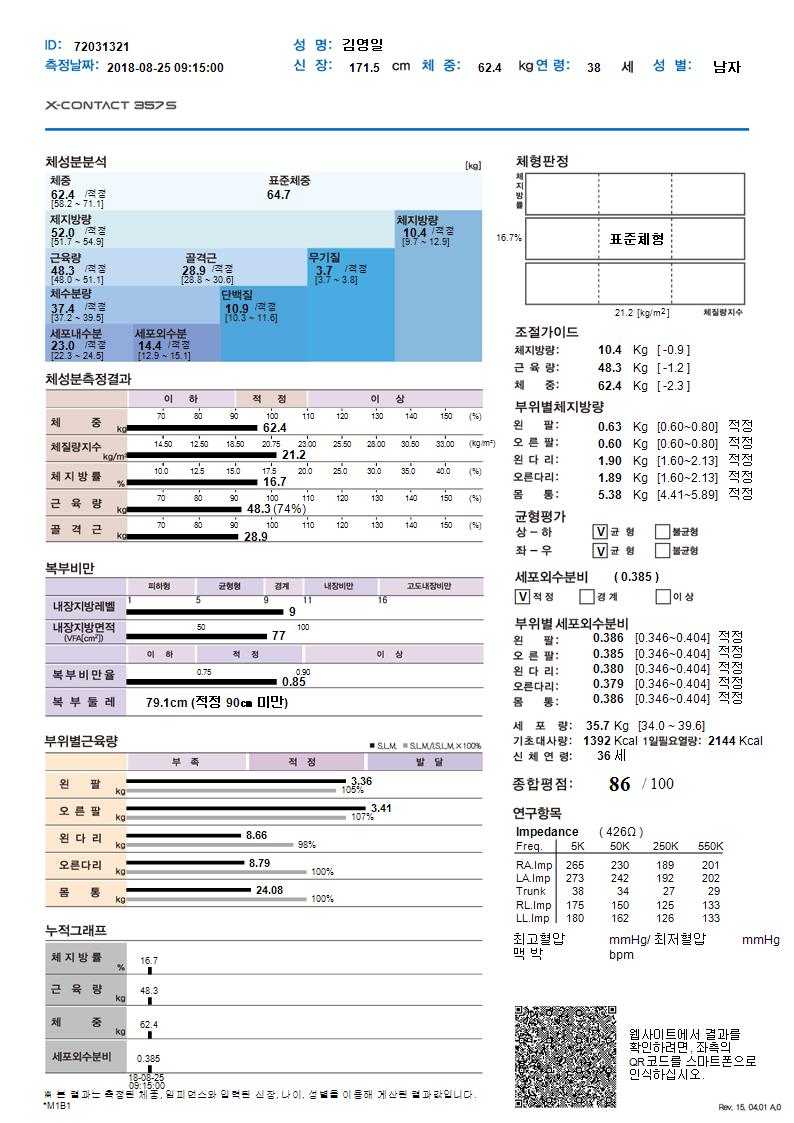 ID: 72031321 성 명: 김영일
측정날짜: 2018-08-25 09:15:00 신 장: 171.5 cm 체 중: 62.4 kg 연 령: 38 세 성 별: 남자
X-CONTACT 357S
체성분분석 [kg]
체중 표준체중
62.4 /적정 64.7
[58.2 ~ 71.1]
제지방량 체지방량
52.0 /적정 10.4 /적정
[51.7 ~ 54.9] [9.7 ~ 12.9]
근육량 골격근 무기질
48.3 /적정 28.9 /적정 3.7 /적정
[48.0 ~ 51.1] [28.8 ~ 30.6] [3.7 ~ 3.8]
체수분량 단백질
37.4 /적정 10.9 /적정
[37.2 ~ 39.5] [10.3 ~ 11.6]
세포내수분 세포외수분
23.0 /적정 14.4 /적정
[22.3 ~ 24.5] [12.9 ~ 15.1]
체성분측정결과
이 하 적 정 이 상
70 80 90 100 110 120 130 140 150 (%)
체 중 kg 62.4
14.50 12.50 18.50 20.75 23.00 25.50 28.00 30.50 33.00 (kg/m²)
체질량지수 kg/m² 21.2
10.0 12.5 15.0 17.5 20.0 25.0 30.0 35.0 40.0 (%)
체 지 방 률 % 16.7
70 80 90 100 110 120 130 140 150 (%)
근 육 량 kg 48.3 (74%)
70 80 90 100 110 120 130 140 150 (%)
골 격 근 kg 28.9
복부비만
피하형 균형형 경계 내장비만 고도내장비만
1 5 9 11 16
내장지방레벨 9
50 100
내장지방면적 (VFA[cm²]) 77
이 하 적 정 이 상
0.75 0.90
복부비만율 0.85
복 부 둘 레 79.1cm (적정 90㎝ 미만)
부위별근육량 ■ S.L.M. ■ S.L.M./I.S.L.M.×100%
부 족 적 정 발 달
왼 팔 kg 3.36
105%
오 른 팔 kg 3.41
107%
왼 다 리 kg 8.66
98%
오른다리 kg 8.79
100%
몸 통 kg 24.08
100%
누적그래프
체 지 방 률 % 16.7
근 육 량 kg 48.3
체 중 kg 62.4
세포외수분비 0.385
18-08-25
09:15:00
※ 본 결과는 측정된 체중, 임피던스와 입력된 신장, 나이, 성별를 이용해 계산된 결과값입니다.
*M1B1
체형판정
체지방률
16.7% 표준체형
21.2 [kg/m²] 체질량지수
조절가이드
체지방량: 10.4 Kg [ -0.9 ]
근 육 량: 48.3 Kg [ -1.2 ]
체 중: 62.4 Kg [ -2.3 ]
부위별체지방량
왼 팔: 0.63 Kg [0.60~0.80] 적정
오 른 팔: 0.60 Kg [0.60~0.80] 적정
왼 다 리: 1.90 Kg [1.60~2.13] 적정
오른다리: 1.89 Kg [1.60~2.13] 적정
몸 통: 5.38 Kg [4.41~5.89] 적정
균형평가
상 – 하 V 균 형 불균형
좌 – 우 V 균 형 불균형
세포외수분비 ( 0.385 )
V 적 정 경 계 이 상
부위별 세포외수분비
왼 팔: 0.386 [0.346~0.404] 적정
오 른 팔: 0.385 [0.346~0.404] 적정
왼 다 리: 0.380 [0.346~0.404] 적정
오른다리: 0.379 [0.346~0.404] 적정
몸 통: 0.386 [0.346~0.404] 적정
세 포 량: 35.7 Kg [34.0 ~ 39.6]
기초대사량: 1392 Kcal 1일필요열량: 2144 Kcal
신 체 연 령: 36 세
종합평점: 86 / 100
연구항목
Impedance ( 426Ω )
Freq. 5K 50K 250K 550K
RA.Imp 265 230 189 201
LA.Imp 273 242 192 202
Trunk 38 34 27 29
RL.Imp 175 150 125 133
LL.Imp 180 162 126 133
최고혈압 mmHg/ 최저혈압 mmHg
맥 박 bpm
웹사이트에서 결과를
확인하려면, 좌측의
QR코드를 스마트폰으로
인식하십시오.
Rev. 15. 04.01 A.0